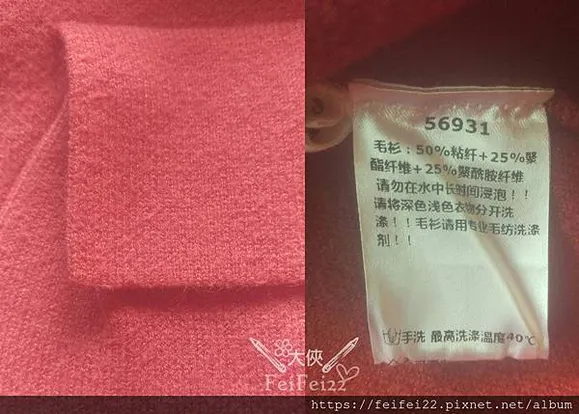 56931
毛衫：50%粘纤+25%聚
酯纤维+25%聚酰胺纤维
请勿在水中长时间浸泡！！
请将深色浅色衣物分开洗
涤！！毛衫请用专业毛纺洗涤
剂！！
手洗 最高洗涤温度40℃
大俠
FeiFei22
https://feifei22.pixnet.net/album